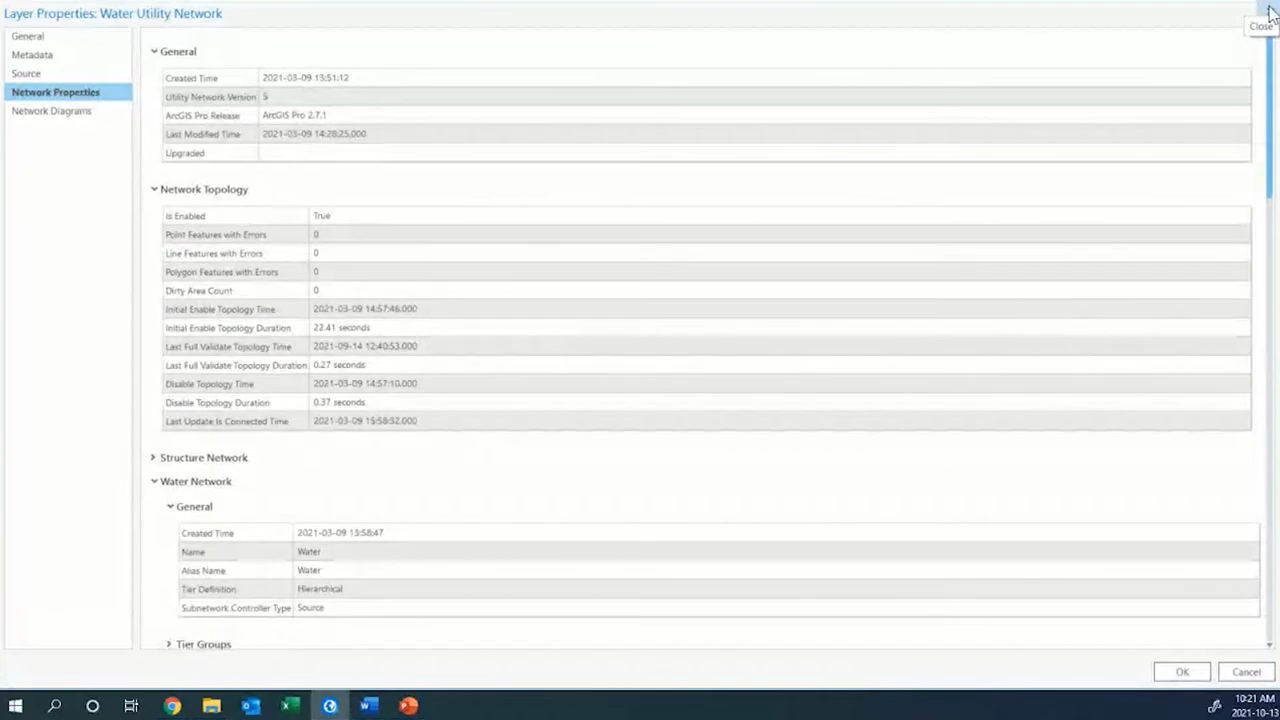 Layer Properties: Water Utility Network
Close
General
Metadata
Source
Network Properties
Network Diagrams
General
Created Time 2021-03-09 13:51:12
Utility Network Version 5
ArcGIS Pro Release ArcGIS Pro 2.7.1
Last Modified Time 2021-03-09 14:28:25.000
Upgraded
Network Topology
Is Enabled True
Point Features with Errors 0
Line Features with Errors 0
Polygon Features with Errors 0
Dirty Area Count 0
Initial Enable Topology Time 2021-03-09 14:57:46.000
Initial Enable Topology Duration 22.41 seconds
Last Full Validate Topology Time 2021-09-14 12:40:53.000
Last Full Validate Topology Duration 0.27 seconds
Disable Topology Time 2021-03-09 14:57:10.000
Disable Topology Duration 0.37 seconds
Last Update Is Connected Time 2021-03-09 15:58:32.000
Structure Network
Water Network
General
Created Time 2021-03-09 13:58:47
Name Water
Alias Name Water
Tier Definition Hierarchical
Subnetwork Controller Type Source
Tier Groups
OK Cancel
10:21 AM
2021-10-13